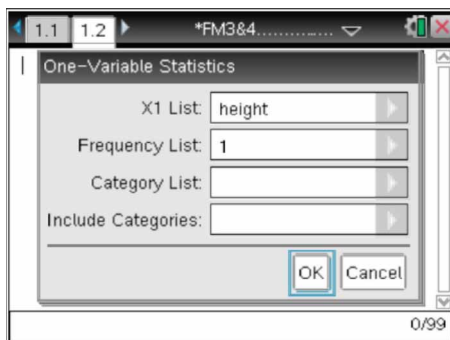 1.1 1.2 *FM3&4............
One-Variable Statistics
X1 List: height
Frequency List: 1
Category List:
Include Categories:
OK Cancel
0/99